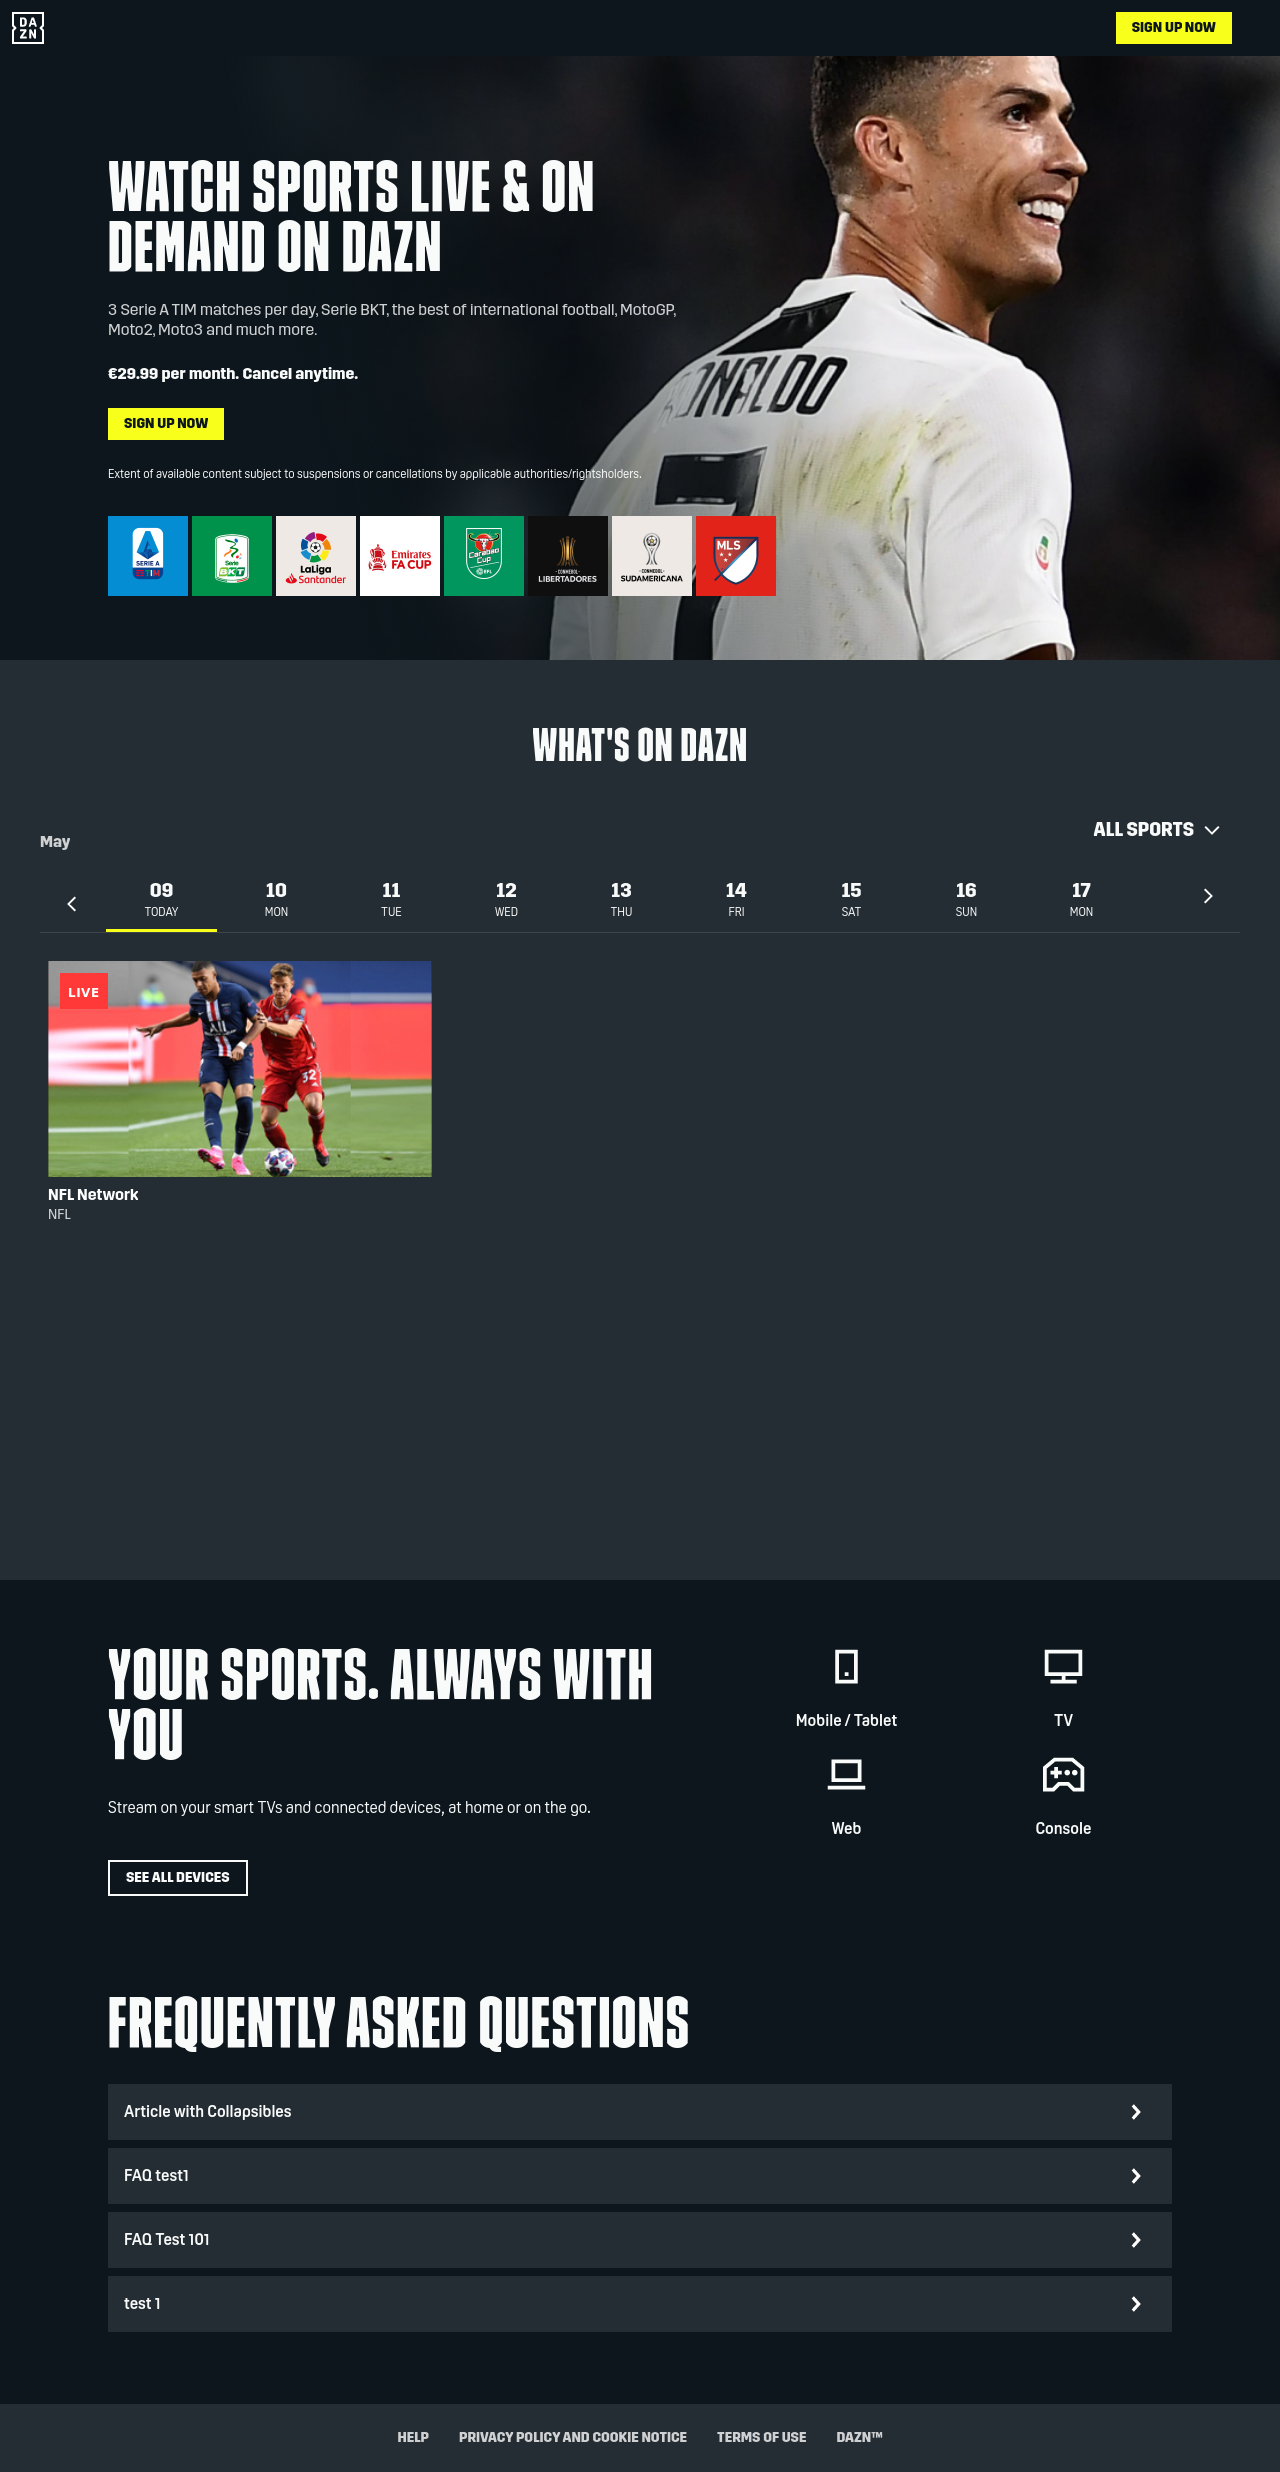 DA
ZN
SIGN UP NOW
WATCH SPORTS LIVE & ON
DEMAND ON DAZN
3 Serie A TIM matches per day, Serie BKT, the best of international football, MotoGP,
Moto2, Moto3 and much more.
€29.99 per month. Cancel anytime.
SIGN UP NOW
Extent of available content subject to suspensions or cancellations by applicable authorities/rightsholders.
RONALDO
7
SERIE A
TIM
Serie
BKT
LaLiga
Santander
Emirates
FA CUP
Carabao
Cup
EFL
CONMEBOL
LIBERTADORES
CONMEBOL
SUDAMERICANA
MLS
WHAT'S ON DAZN
ALL SPORTS
May
09 10 11 12 13 14 15 16 17
TODAY MON TUE WED THU FRI SAT SUN MON
LIVE
32
NFL Network
NFL
YOUR SPORTS. ALWAYS WITH
YOU
Stream on your smart TVs and connected devices, at home or on the go.
SEE ALL DEVICES
Mobile / Tablet
TV
Web
Console
FREQUENTLY ASKED QUESTIONS
Article with Collapsibles
FAQ test1
FAQ Test 101
test 1
HELP PRIVACY POLICY AND COOKIE NOTICE TERMS OF USE DAZN™